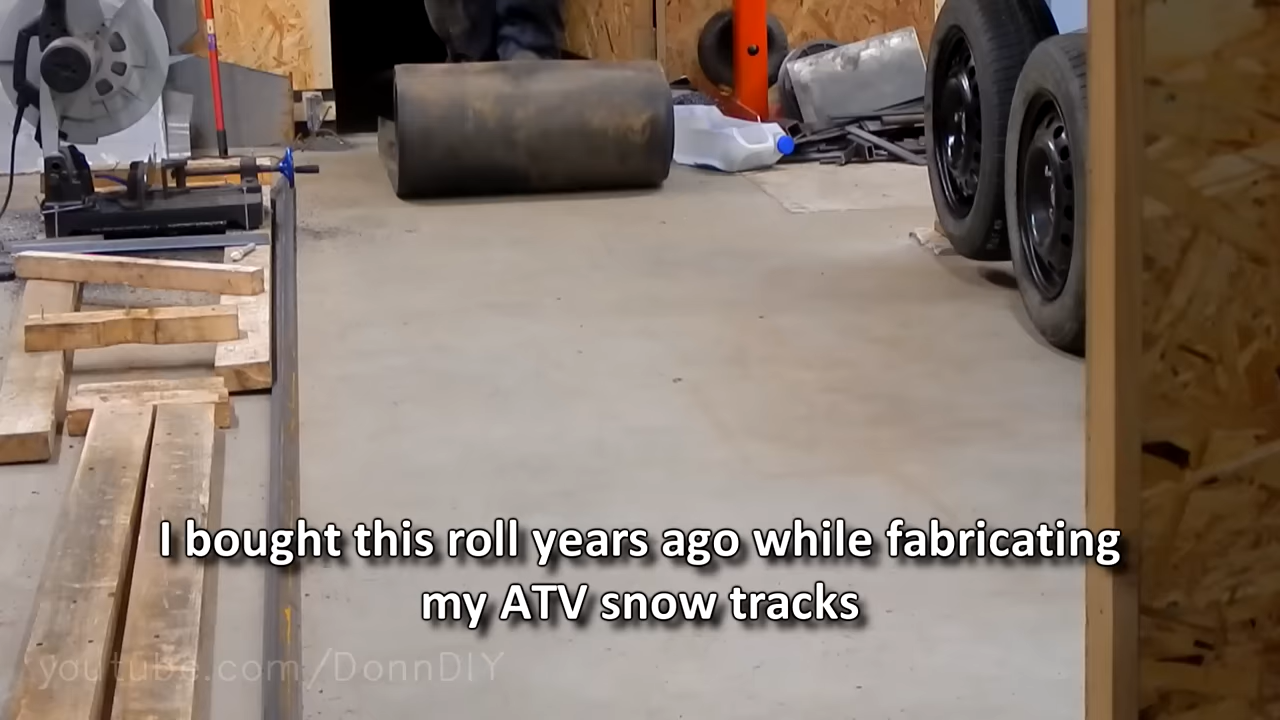 I bought this roll years ago while fabricating
my ATV snow tracks
youtube.com/DonnDIY